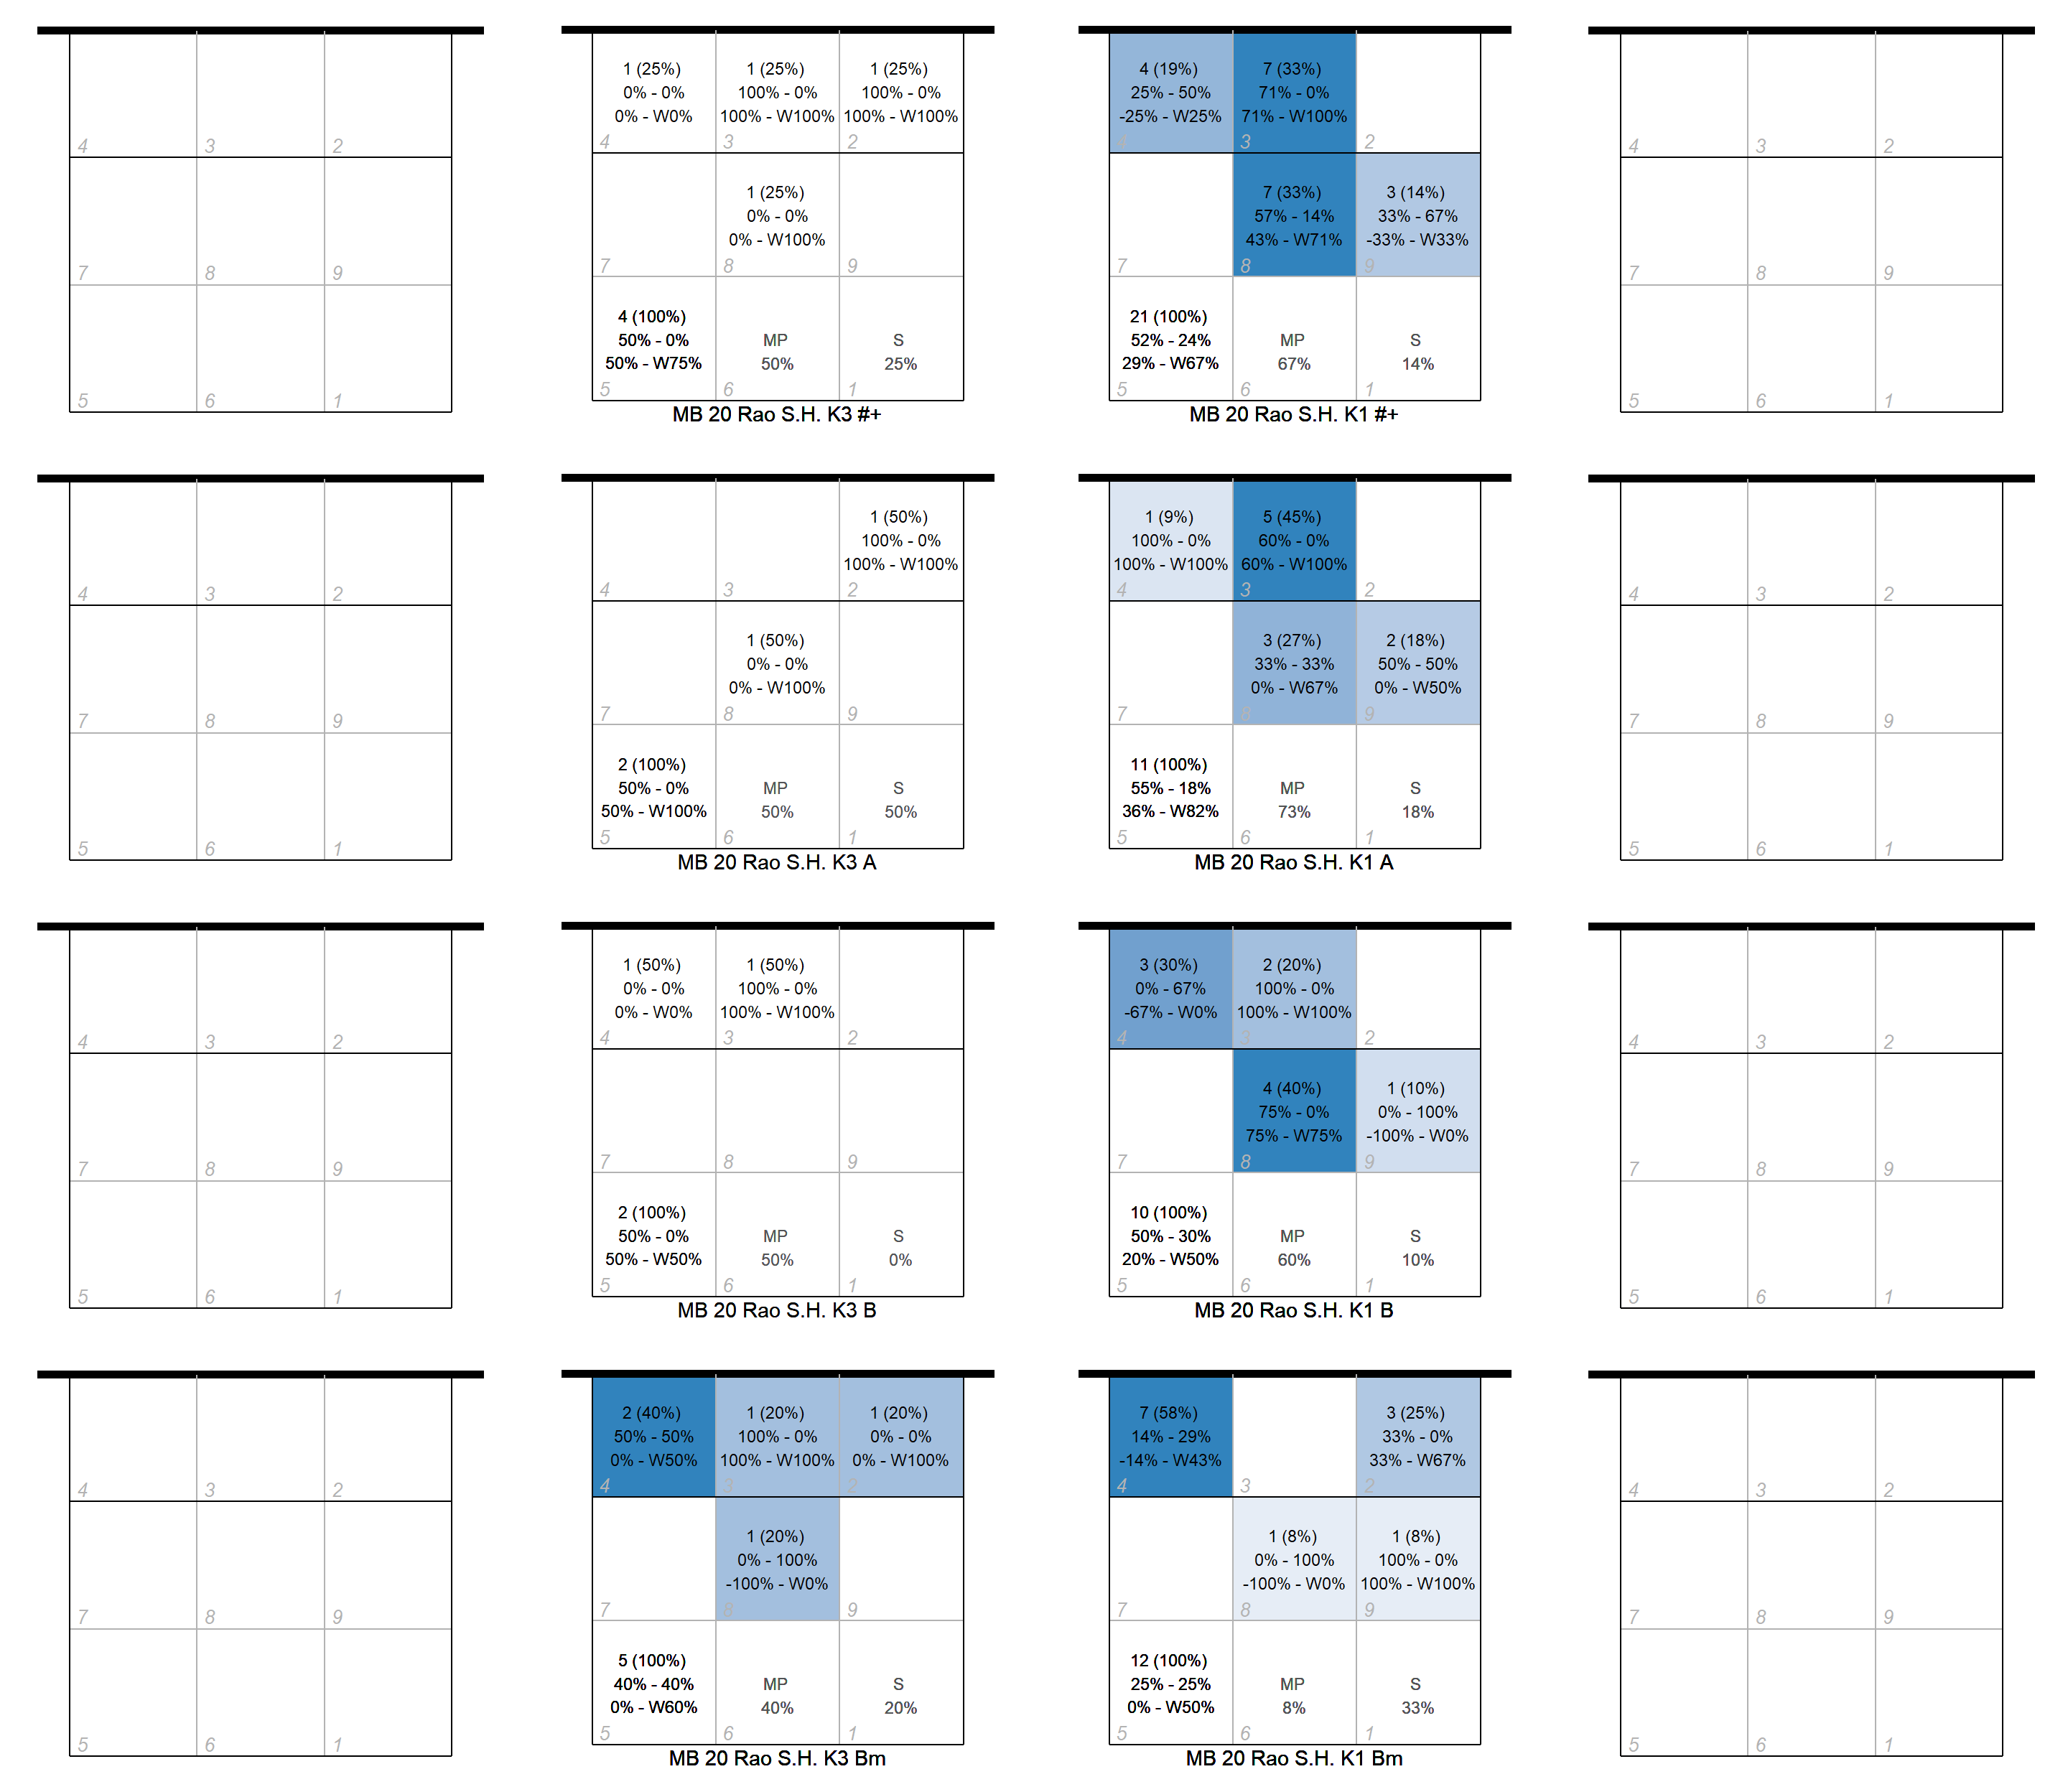 4
3
2
7
8
9
5
6
1
1 (25%)
0% - 0%
0% - W0%
4
1 (25%)
100% - 0%
100% - W100%
3
1 (25%)
100% - 0%
100% - W100%
2
7
1 (25%)
0% - 0%
0% - W100%
8
9
4 (100%)
50% - 0%
50% - W75%
5
MP
50%
6
S
25%
1
MB 20 Rao S.H. K3 #+
4 (19%)
25% - 50%
-25% - W25%
4
7 (33%)
71% - 0%
71% - W100%
3
2
7
7 (33%)
57% - 14%
43% - W71%
8
3 (14%)
33% - 67%
-33% - W33%
9
21 (100%)
52% - 24%
29% - W67%
5
MP
67%
6
S
14%
1
MB 20 Rao S.H. K1 #+
4
3
2
7
8
9
5
6
1
4
3
2
7
8
9
5
6
1
4
3
1 (50%)
100% - 0%
100% - W100%
2
7
1 (50%)
0% - 0%
0% - W100%
8
9
2 (100%)
50% - 0%
50% - W100%
5
MP
50%
6
S
50%
1
MB 20 Rao S.H. K3 A
1 (9%)
100% - 0%
100% - W100%
4
5 (45%)
60% - 0%
60% - W100%
3
2
7
3 (27%)
33% - 33%
0% - W67%
8
2 (18%)
50% - 50%
0% - W50%
9
11 (100%)
55% - 18%
36% - W82%
5
MP
73%
6
S
18%
1
MB 20 Rao S.H. K1 A
4
3
2
7
8
9
5
6
1
4
3
2
7
8
9
5
6
1
1 (50%)
0% - 0%
0% - W0%
4
1 (50%)
100% - 0%
100% - W100%
3
2
7
8
9
2 (100%)
50% - 0%
50% - W50%
5
MP
50%
6
S
0%
1
MB 20 Rao S.H. K3 B
3 (30%)
0% - 67%
-67% - W0%
4
2 (20%)
100% - 0%
100% - W100%
3
2
7
4 (40%)
75% - 0%
75% - W75%
8
1 (10%)
0% - 100%
-100% - W0%
9
10 (100%)
50% - 30%
20% - W50%
5
MP
60%
6
S
10%
1
MB 20 Rao S.H. K1 B
4
3
2
7
8
9
5
6
1
4
3
2
7
8
9
5
6
1
2 (40%)
50% - 50%
0% - W50%
4
1 (20%)
100% - 0%
100% - W100%
3
1 (20%)
0% - 0%
0% - W100%
2
7
1 (20%)
0% - 100%
-100% - W0%
8
9
5 (100%)
40% - 40%
0% - W60%
5
MP
40%
6
S
20%
1
MB 20 Rao S.H. K3 Bm
7 (58%)
14% - 29%
-14% - W43%
4
3
3 (25%)
33% - 0%
33% - W67%
2
7
1 (8%)
0% - 100%
-100% - W0%
8
1 (8%)
100% - 0%
100% - W100%
9
12 (100%)
25% - 25%
0% - W50%
5
MP
8%
6
S
33%
1
MB 20 Rao S.H. K1 Bm
4
3
2
7
8
9
5
6
1